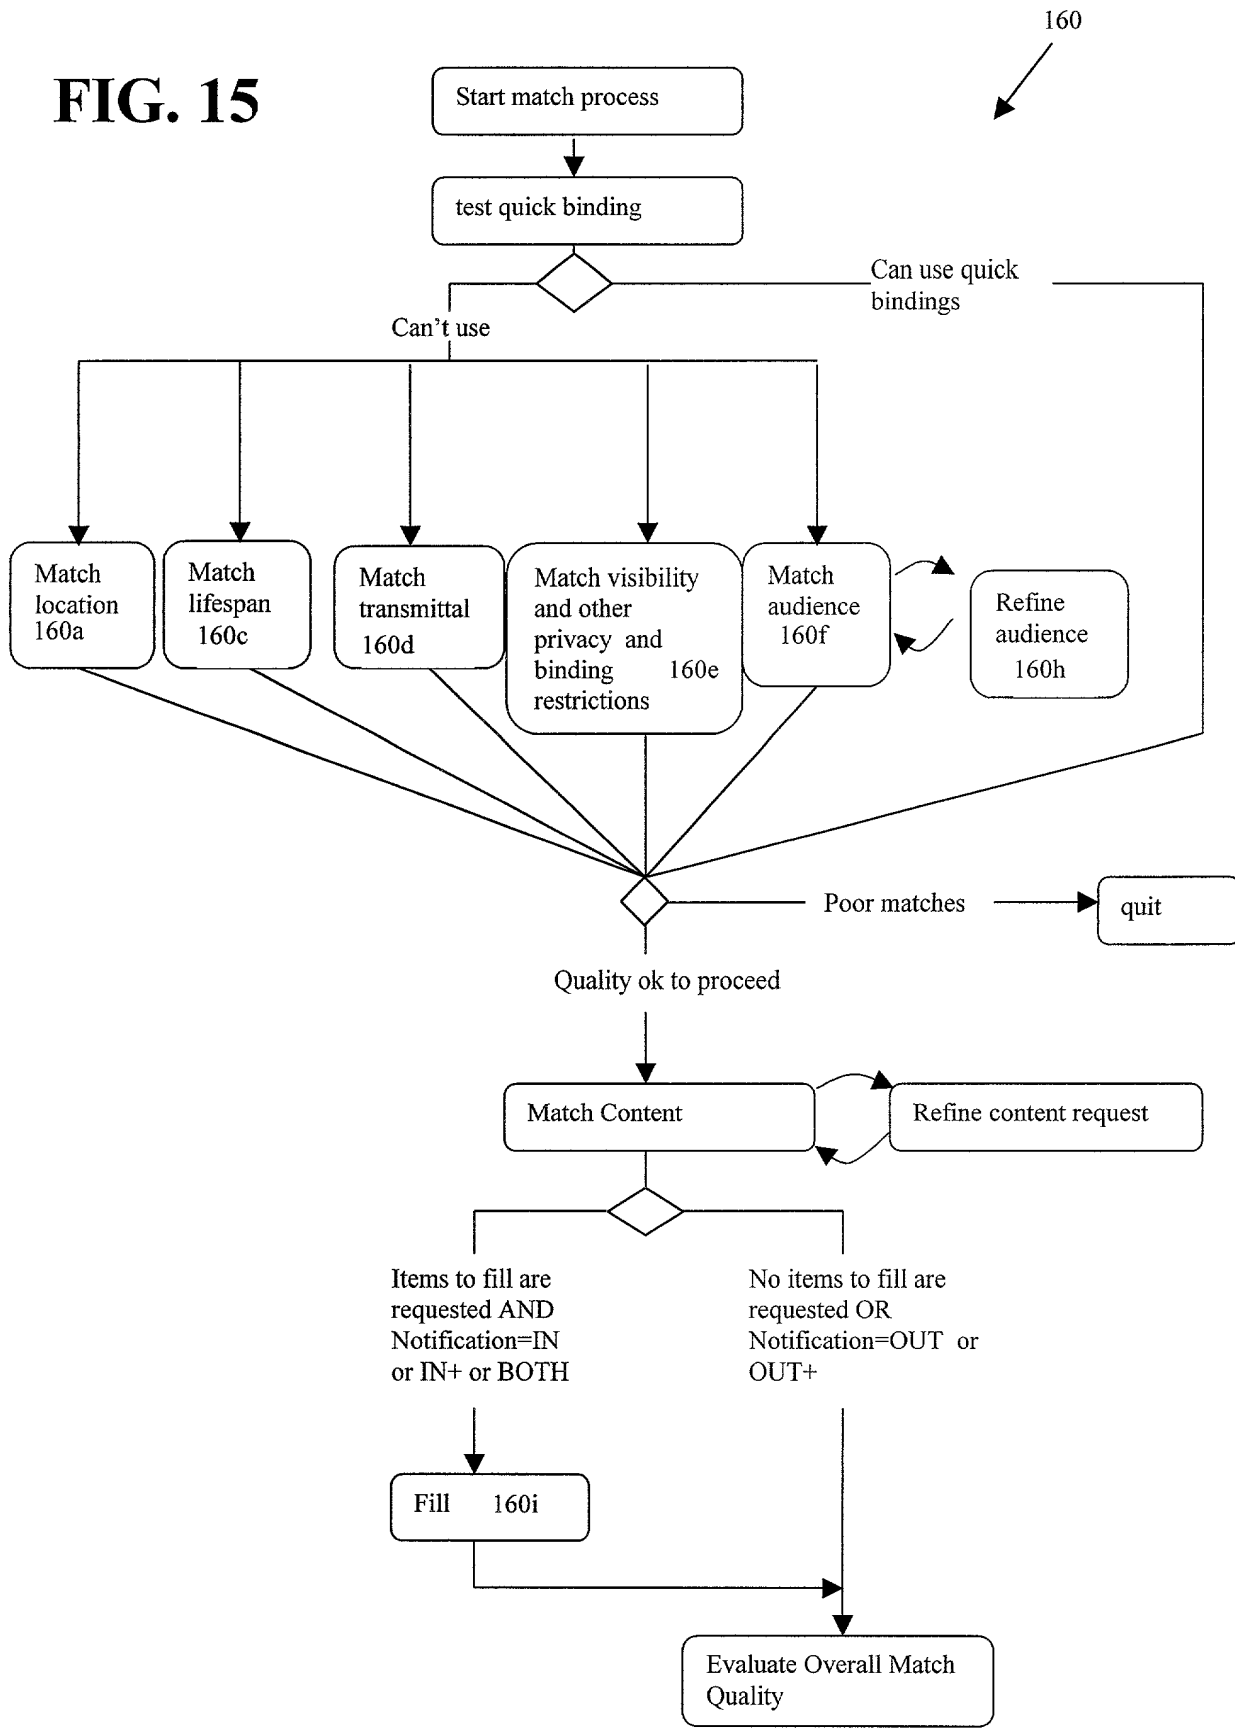 160
FIG. 15
Start match process
test quick binding
Can use quick
bindings
Can't use
Match
location
160a
Match
lifespan
160c
Match
transmittal
160d
Match visibility
and other
privacy and
binding 160e
restrictions
Match
audience
160f
Refine
audience
160h
Poor matches
quit
Quality ok to proceed
Match Content
Refine content request
Items to fill are
requested AND
Notification=IN
or IN+ or BOTH
No items to fill are
requested OR
Notification=OUT or
OUT+
Fill 160i
Evaluate Overall Match
Quality